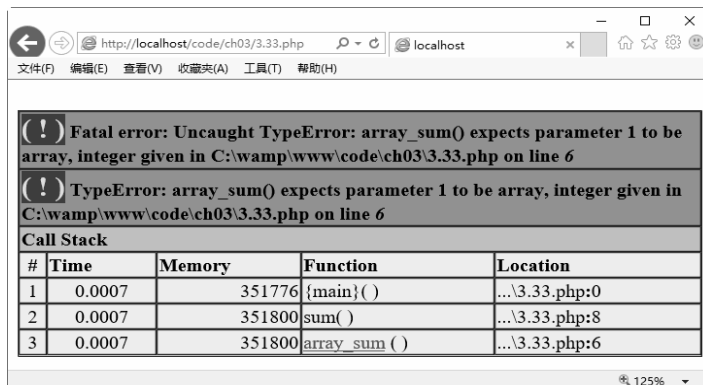 http://localhost/code/ch03/3.33.php
localhost
文件(F) 编辑(E) 查看(V) 收藏夹(A) 工具(T) 帮助(H)
( ! ) Fatal error: Uncaught TypeError: array_sum() expects parameter 1 to be
array, integer given in C:\wamp\www\code\ch03\3.33.php on line 6
( ! ) TypeError: array_sum() expects parameter 1 to be array, integer given in
C:\wamp\www\code\ch03\3.33.php on line 6
Call Stack
# Time Memory Function Location
1 0.0007 351776 {main}( ) ...\3.33.php:0
2 0.0007 351800 sum( ) ...\3.33.php:8
3 0.0007 351800 array_sum ( ) ...\3.33.php:6
125%